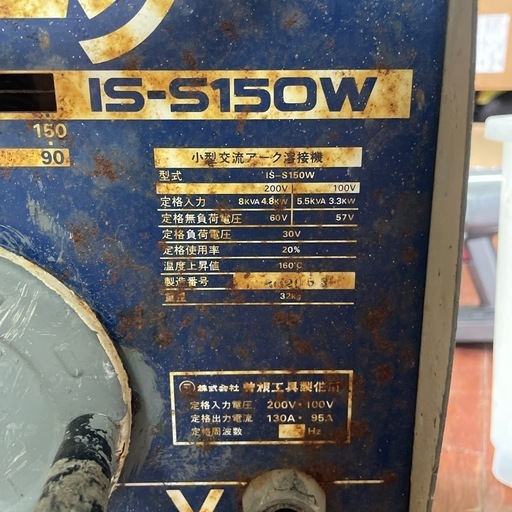 IS-S150W
150
90
小型交流アーク溶接機
型式 IS-S150W
200V 100V
定格入力 8KVA 4.8KW 5.5KVA 3.3KW
定格無負荷電圧 60V 57V
定格負荷電圧 30V
定格使用率 20%
温度上昇値 160℃
製造番号
重量 32kg
株式会社 育良精工製作所
定格入力電圧 200V・100V
定格出力電流 130A・95A
定格周波数 Hz